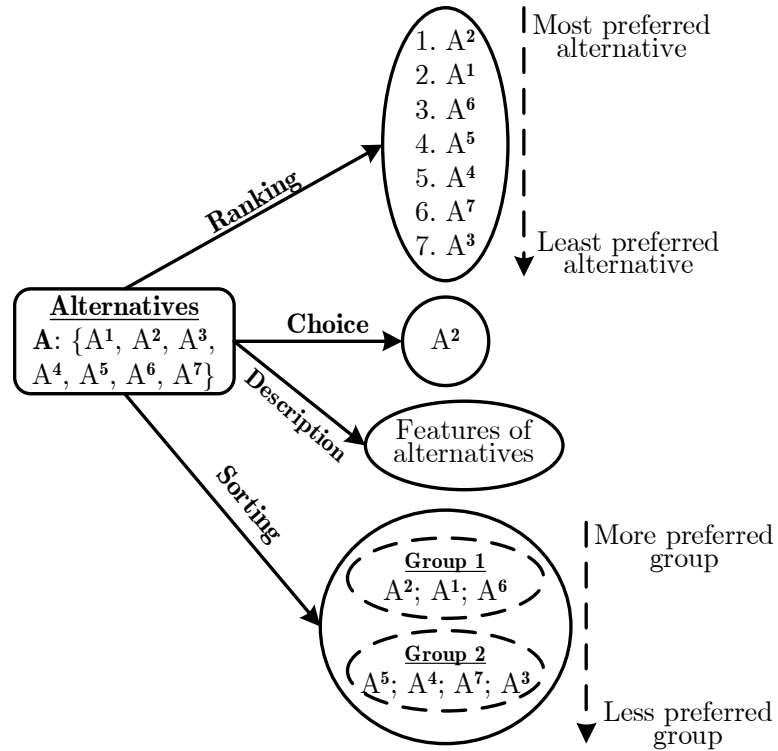 1. A²
2. A¹
3. A⁶
4. A⁵
5. A⁴
6. A⁷
7. A³
Most preferred
alternative
Least preferred
alternative
Ranking
Alternatives
A: {A¹, A², A³,
A⁴, A⁵, A⁶, A⁷}
Choice
A²
Description
Features of
alternatives
Sorting
Group 1
A²; A¹; A⁶
Group 2
A⁵; A⁴; A⁷; A³
More preferred
group
Less preferred
group